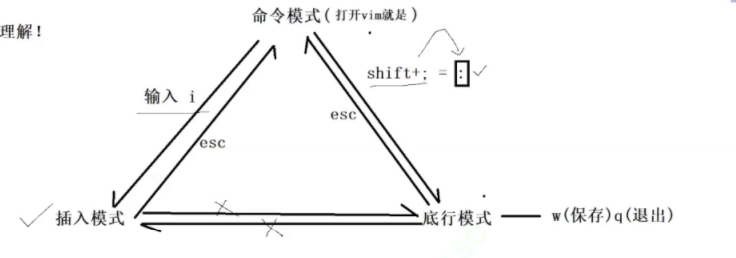 命令模式(打开vim就是)
理解！
shift+; = :
输入 i
esc
esc
插入模式
底行模式
w(保存)q(退出)